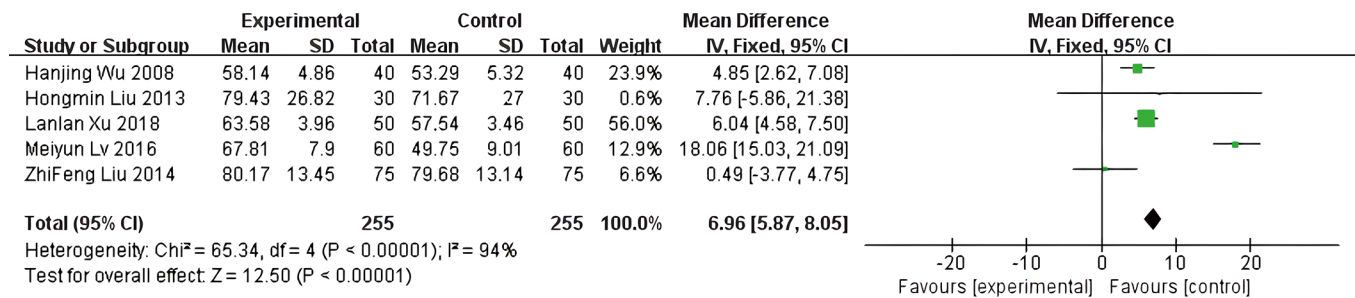 Experimental Control Mean Difference Mean Difference
Study or Subgroup Mean SD Total Mean SD Total Weight IV, Fixed, 95% CI IV, Fixed, 95% CI
Hanjing Wu 2008 58.14 4.86 40 53.29 5.32 40 23.9% 4.85 [2.62, 7.08]
Hongmin Liu 2013 79.43 26.82 30 71.67 27 30 0.6% 7.76 [-5.86, 21.38]
Lanlan Xu 2018 63.58 3.96 50 57.54 3.46 50 56.0% 6.04 [4.58, 7.50]
Meiyun Lv 2016 67.81 7.9 60 49.75 9.01 60 12.9% 18.06 [15.03, 21.09]
ZhiFeng Liu 2014 80.17 13.45 75 79.68 13.14 75 6.6% 0.49 [-3.77, 4.75]
Total (95% CI) 255 255 100.0% 6.96 [5.87, 8.05]
Heterogeneity: Chi² = 65.34, df = 4 (P < 0.00001); I² = 94%
Test for overall effect: Z = 12.50 (P < 0.00001)
-20 -10 0 10 20
Favours [experimental] Favours [control]